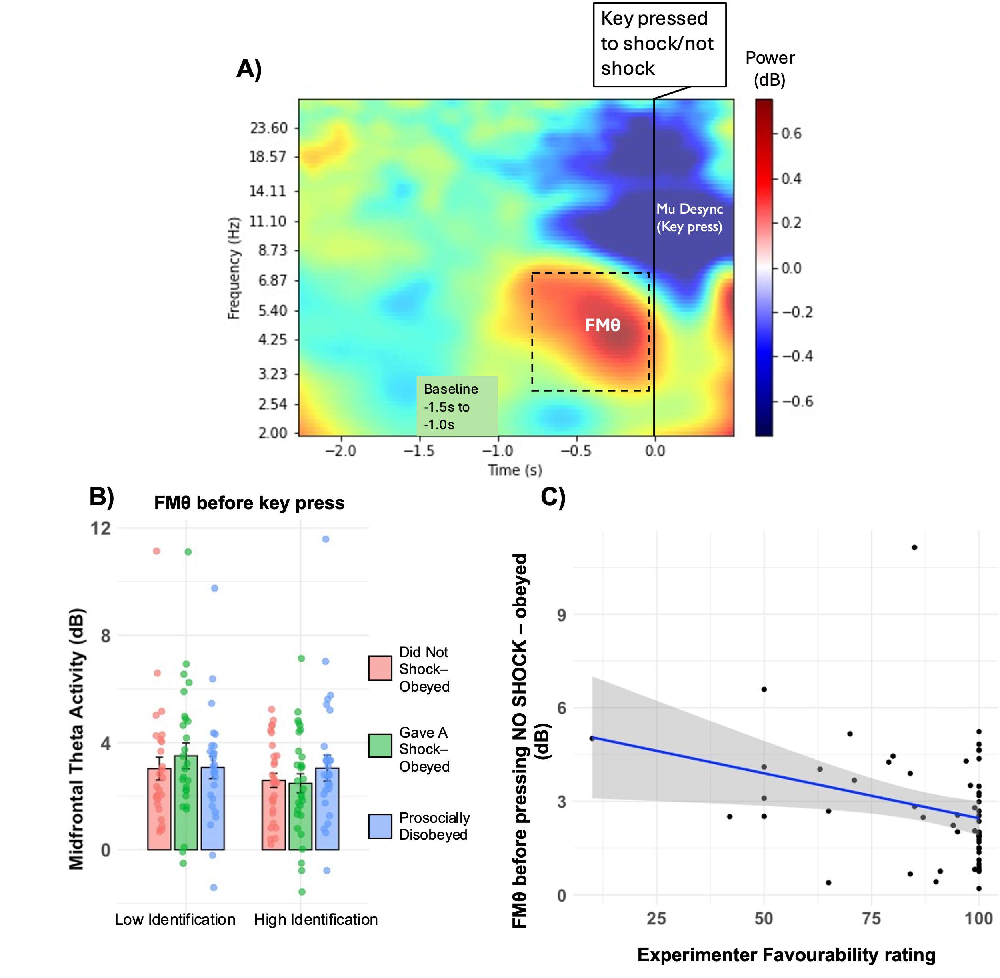 Key pressed
to shock/not
shock
A)
Power
(dB)
23.60
18.57
14.11
11.10
8.73
6.87
5.40
4.25
3.23
2.54
2.00
Frequency (Hz)
Mu Desync
(Key press)
FMθ
Baseline
-1.5s to
-1.0s
0.6
0.4
0.2
0.0
−0.2
−0.4
−0.6
−2.0
−1.5
−1.0
−0.5
0.0
Time (s)
B)
FMθ before key press
12
8
4
0
Midfrontal Theta Activity (dB)
Low Identification
High Identification
Did Not
Shock–
Obeyed
Gave A
Shock–
Obeyed
Prosocially
Disobeyed
C)
FMθ before pressing NO SHOCK – obeyed
(dB)
9
6
3
0
25
50
75
100
Experimenter Favourability rating